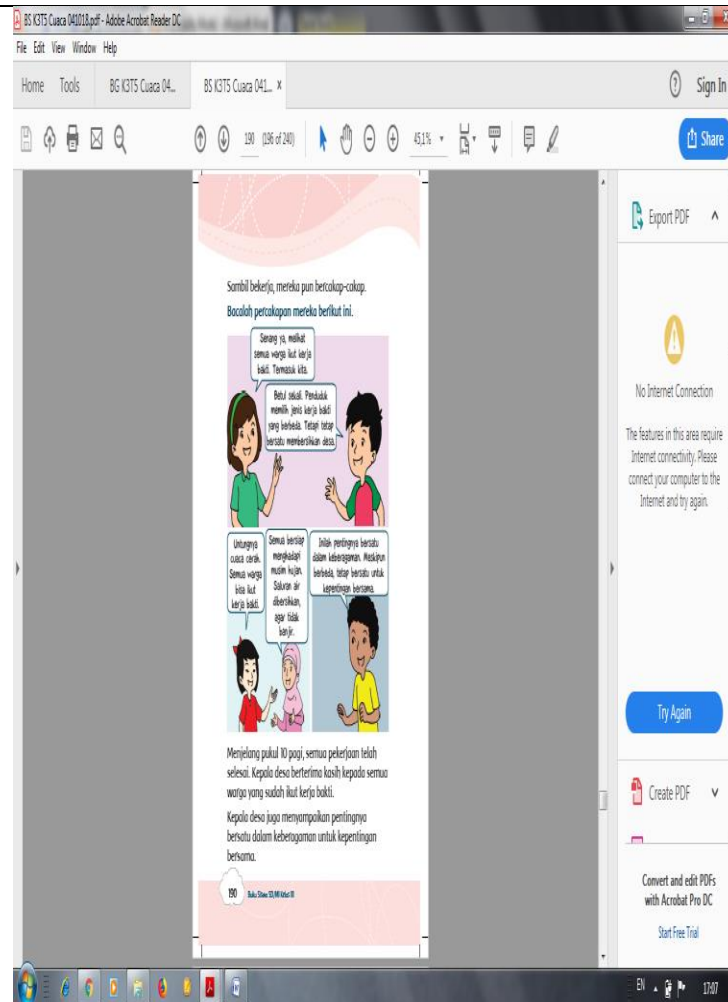 BS K3T5 Cuaca 041018.pdf - Adobe Acrobat Reader DC
File Edit View Window Help
Home Tools BG K3T5 Cuaca 04... BS K3T5 Cuaca 041... ×
Sign In
190 (196 of 240) 45,1%
Share
Export PDF
No Internet Connection
The features in this area require
Internet connectivity. Please
connect your computer to the
Internet and try again.
Try Again
Create PDF
Convert and edit PDFs
with Acrobat Pro DC
Start Free Trial
Sambil bekerja, mereka pun bercakap-cakap.
Bacalah percakapan mereka berikut ini.
Senang ya, melihat
semua warga ikut kerja
bakti. Termasuk kita.
Betul sekali. Penduduk
memilih jenis kerja bakti
yang berbeda. Tetapi tetap
bersatu membersihkan desa.
Untungnya
cuaca cerah.
Semua warga
bisa ikut
kerja bakti.
Semua bersiap
menghadapi
musim hujan.
Saluran air
dibersihkan,
agar tidak
banjir.
Inilah pentingnya bersatu
dalam keberagaman. Meskipun
berbeda, tetap bersatu untuk
kepentingan bersama.
Menjelang pukul 10 pagi, semua pekerjaan telah
selesai. Kepala desa berterima kasih kepada semua
warga yang sudah ikut kerja bakti.
Kepala desa juga menyampaikan pentingnya
bersatu dalam keberagaman untuk kepentingan
bersama.
190 Buku Siswa SD/MI Kelas III
EN 17:07